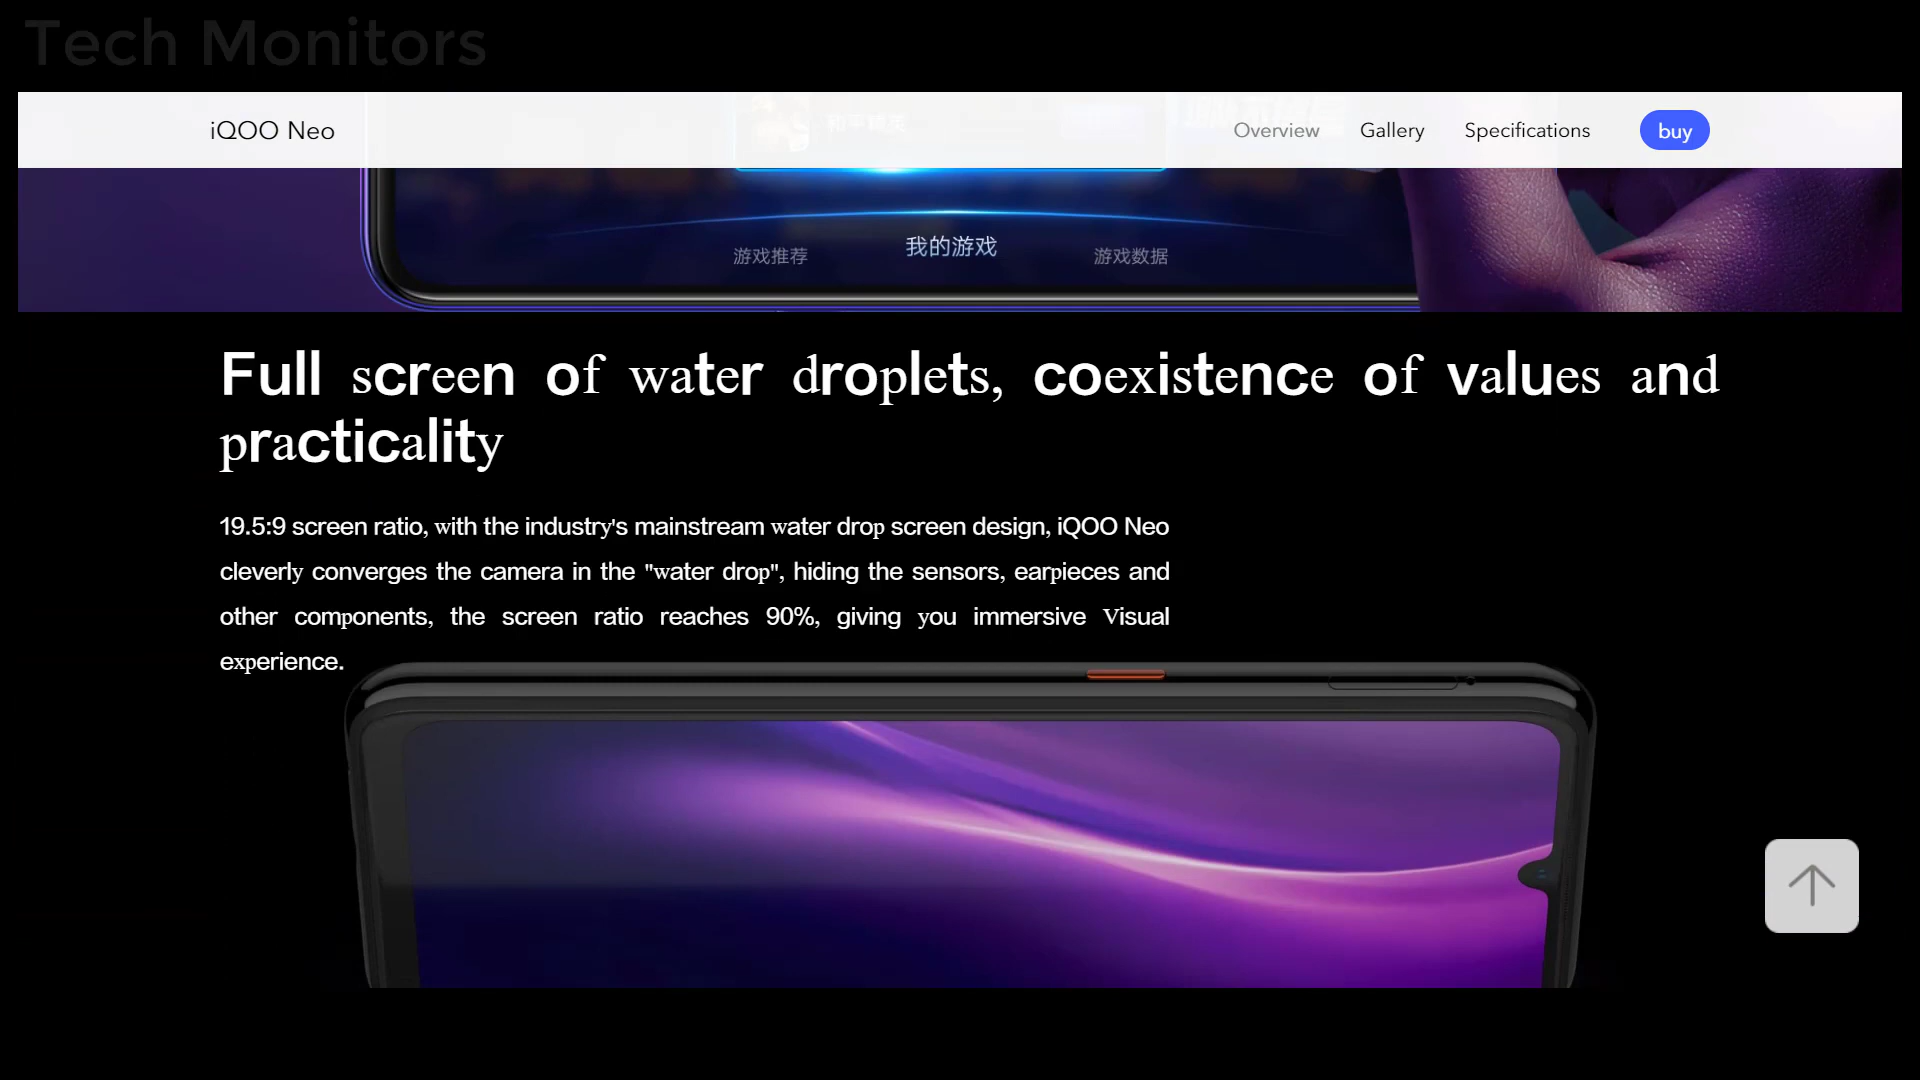 Tech Monitors
iQOO Neo
Overview Gallery Specifications buy
游戏推荐 我的游戏 游戏数据
Full screen of water droplets, coexistence of values and
practicality
19.5:9 screen ratio, with the industry's mainstream water drop screen design, iQOO Neo
cleverly converges the camera in the "water drop", hiding the sensors, earpieces and
other components, the screen ratio reaches 90%, giving you immersive Visual
experience.